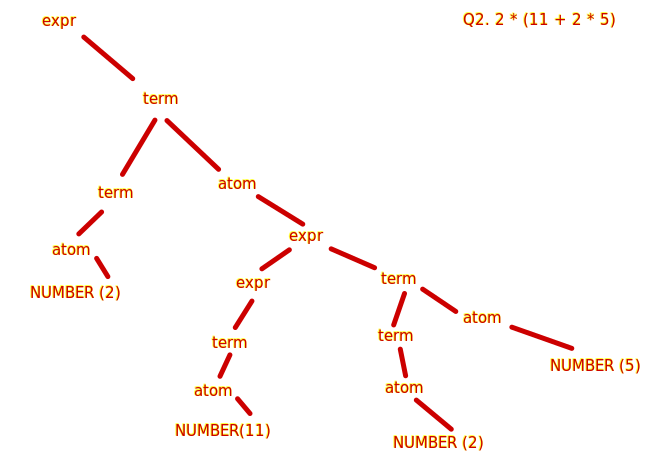 expr
Q2. 2 * (11 + 2 * 5)
term
term
atom
atom
expr
NUMBER (2)
expr
term
term
term
atom
NUMBER (5)
atom
atom
NUMBER(11)
NUMBER (2)